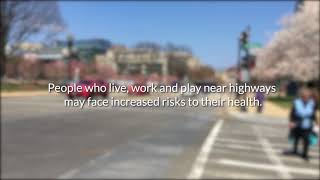 People who live, work and play near highways
may face increased risks to their health.